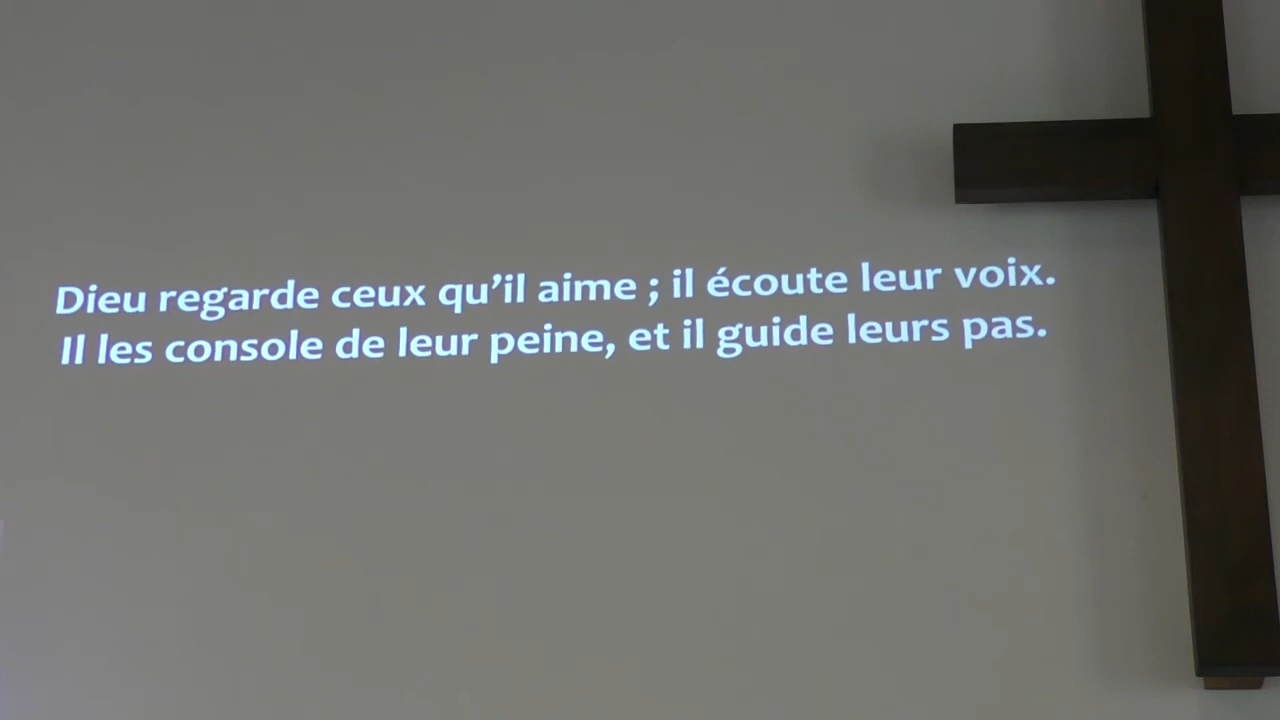 Dieu regarde ceux qu’il aime ; il écoute leur voix.
Il les console de leur peine, et il guide leurs pas.